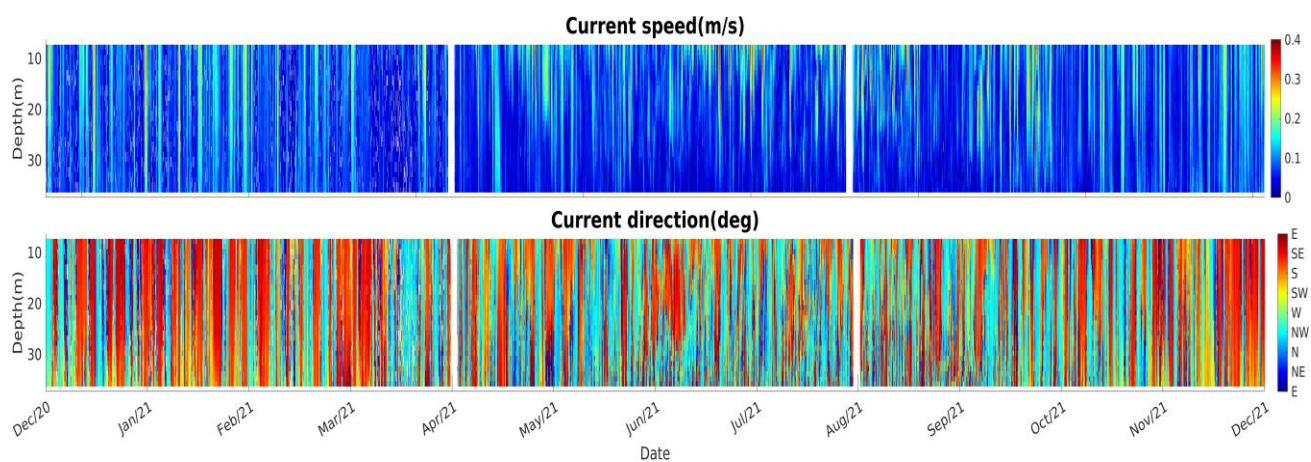 Current speed(m/s)
Depth(m)
10
20
30
0.4
0.3
0.2
0.1
0
Current direction(deg)
Depth(m)
10
20
30
E
SE
S
SW
W
NW
N
NE
E
Dec/20 Jan/21 Feb/21 Mar/21 Apr/21 May/21 Jun/21 Jul/21 Aug/21 Sep/21 Oct/21 Nov/21 Dec/21
Date